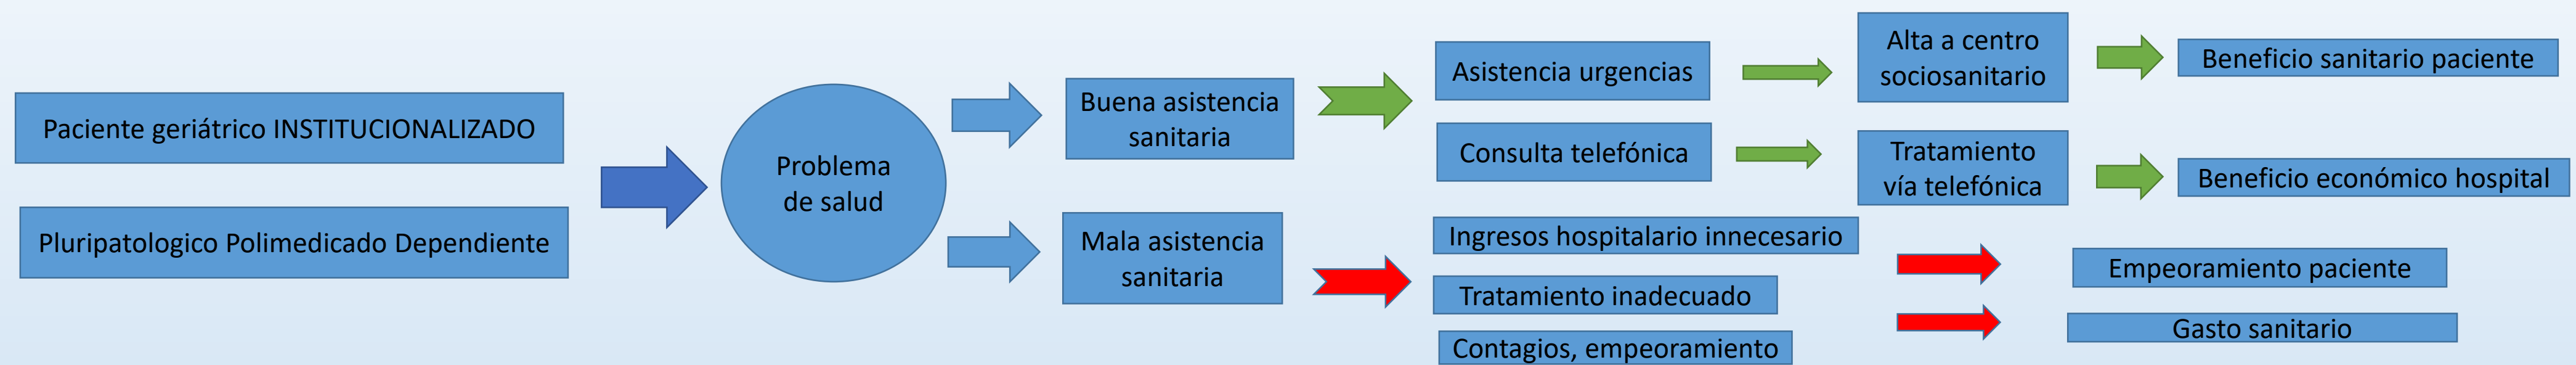 Paciente geriátrico INSTITUCIONALIZADO
Pluripatologico Polimedicado Dependiente
Problema
de salud
Buena asistencia
sanitaria
Mala asistencia
sanitaria
Asistencia urgencias
Consulta telefónica
Ingresos hospitalario innecesario
Tratamiento inadecuado
Contagios, empeoramiento
Alta a centro
sociosanitario
Tratamiento
vía telefónica
Beneficio sanitario paciente
Beneficio económico hospital
Empeoramiento paciente
Gasto sanitario